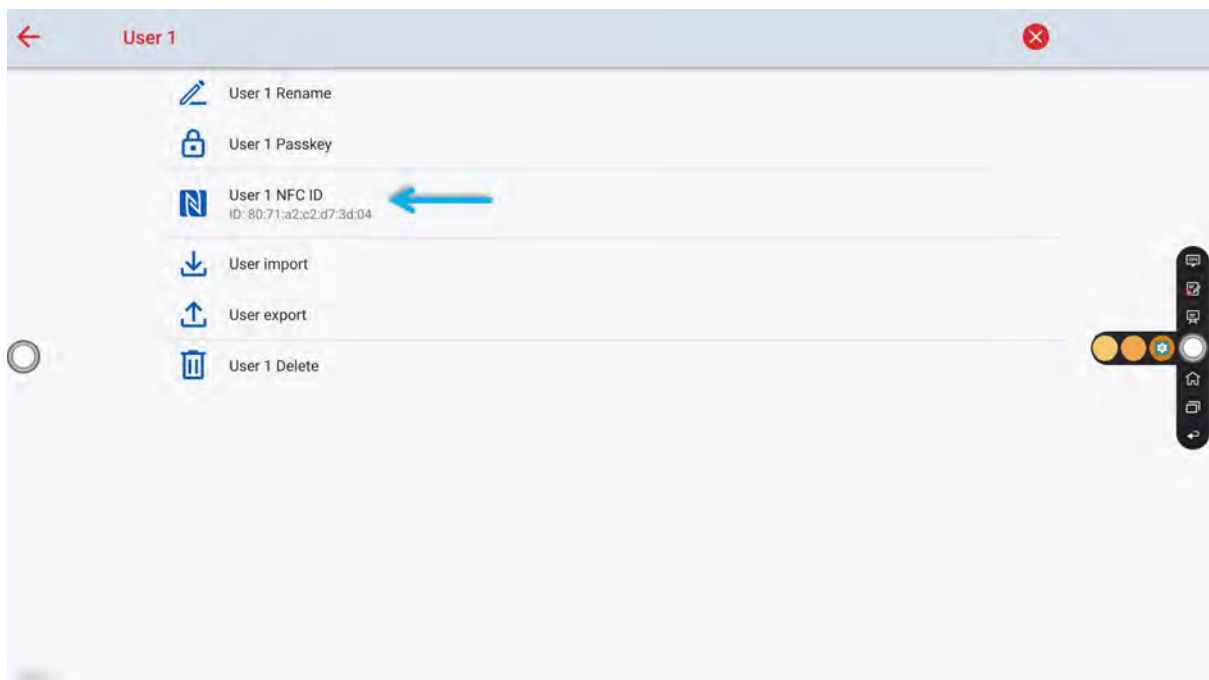 User 1
User 1 Rename
User 1 Passkey
User 1 NFC ID
ID: 80:71:a2:c2:d7:3d:04
User import
User export
User 1 Delete